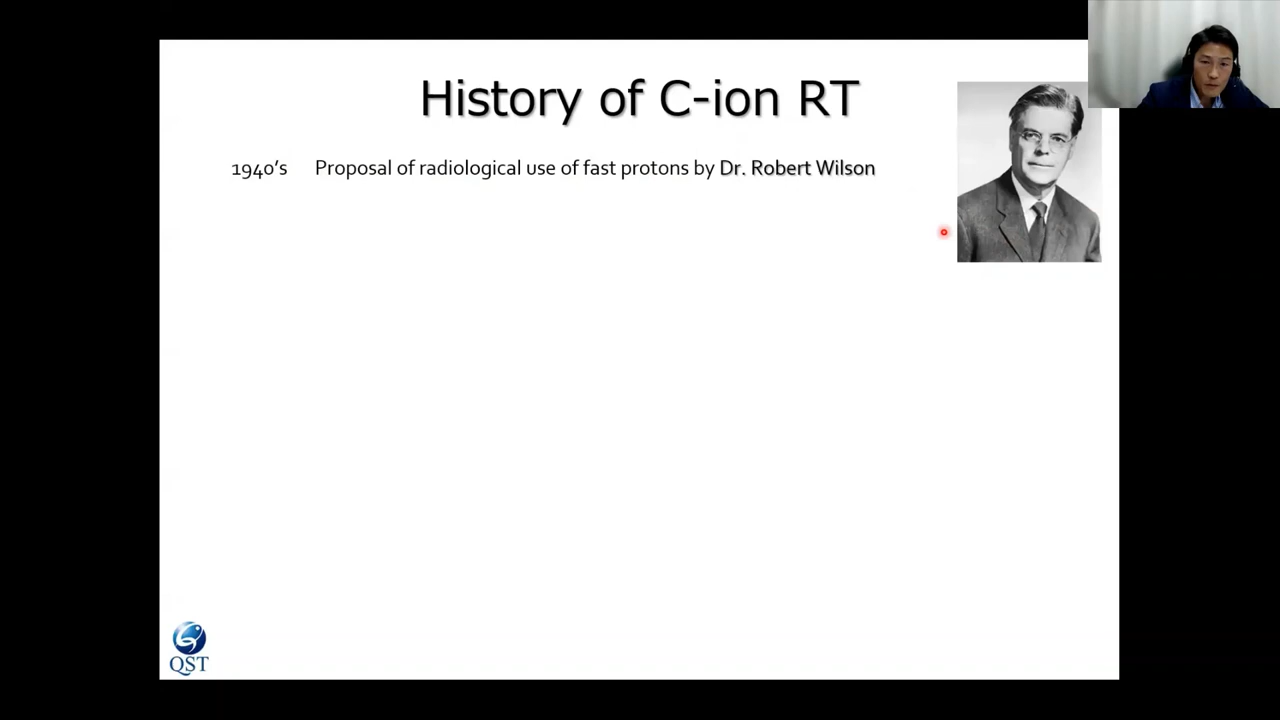 History of C-ion RT
1940's Proposal of radiological use of fast protons by Dr. Robert Wilson
QST